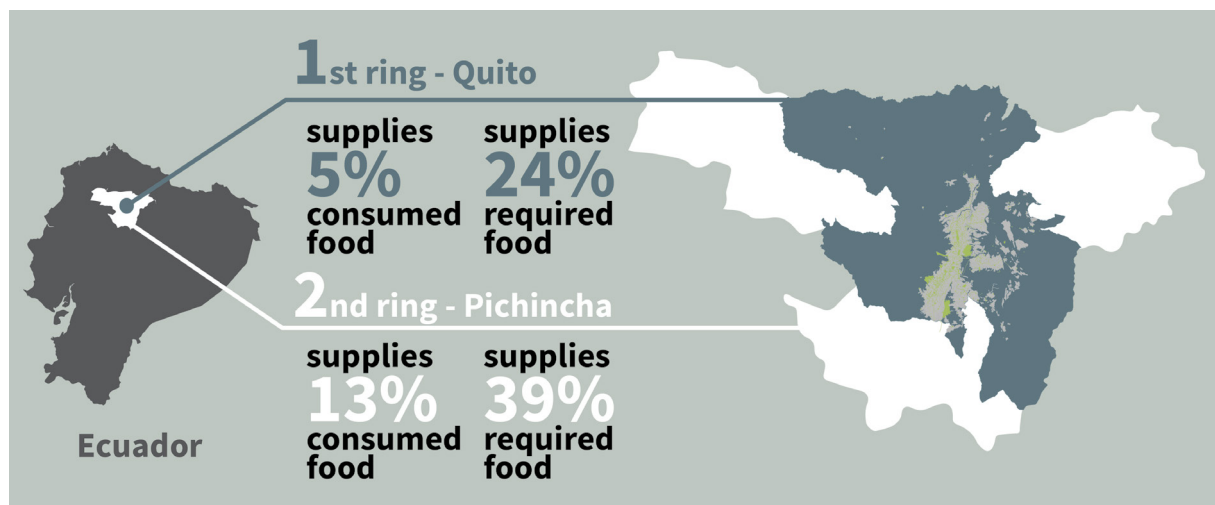 1st ring - Quito
supplies
5%
consumed
food
supplies
24%
required
food
2nd ring - Pichincha
supplies
13%
consumed
food
supplies
39%
required
food
Ecuador